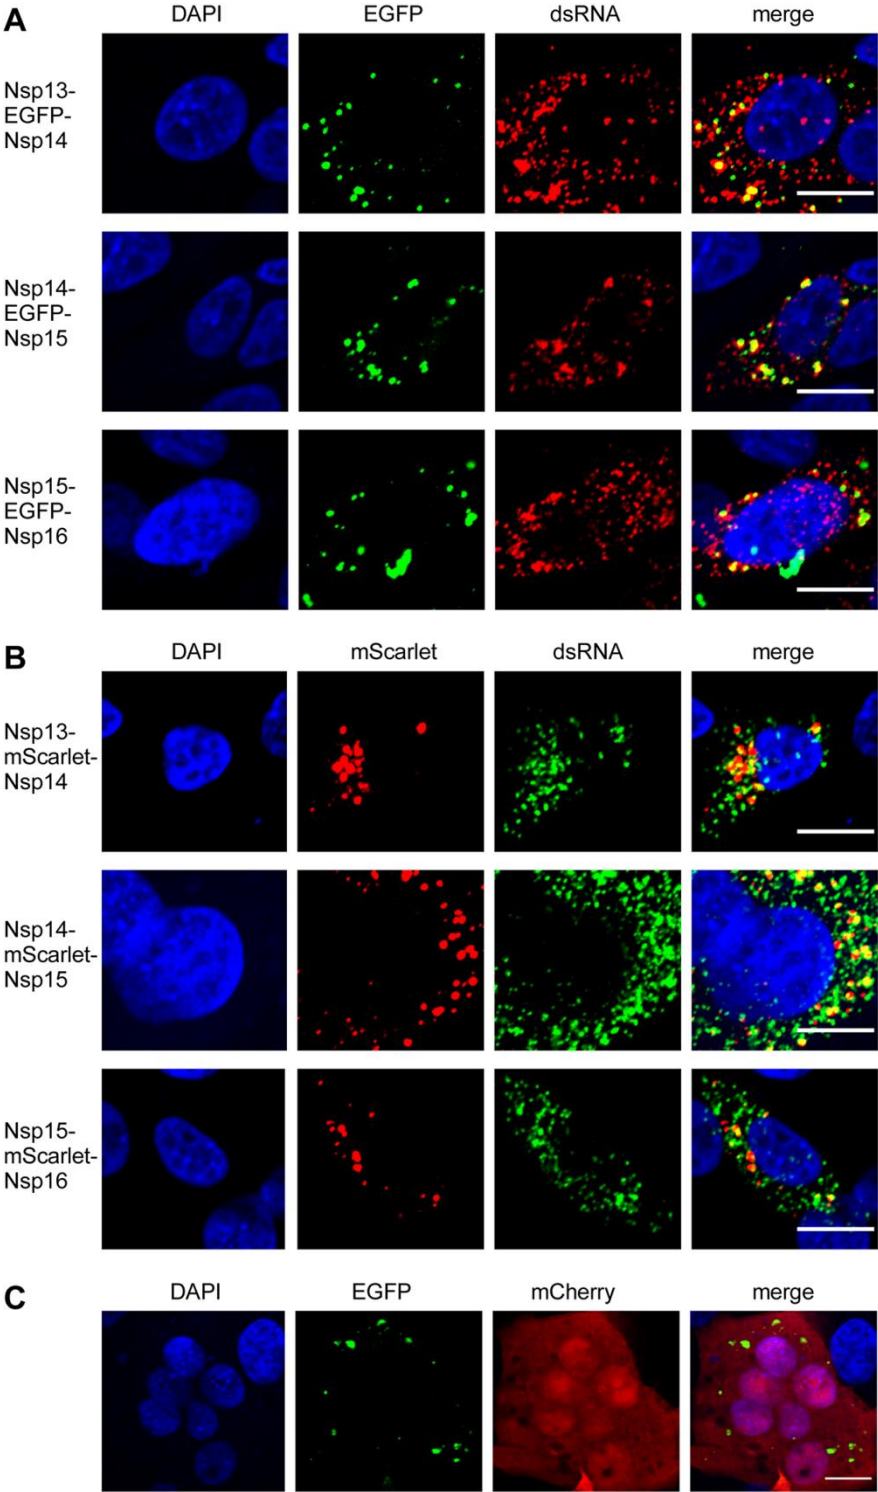 A
DAPI EGFP dsRNA merge
Nsp13-
EGFP-
Nsp14
Nsp14-
EGFP-
Nsp15
Nsp15-
EGFP-
Nsp16
B
DAPI mScarlet dsRNA merge
Nsp13-
mScarlet-
Nsp14
Nsp14-
mScarlet-
Nsp15
Nsp15-
mScarlet-
Nsp16
C
DAPI EGFP mCherry merge